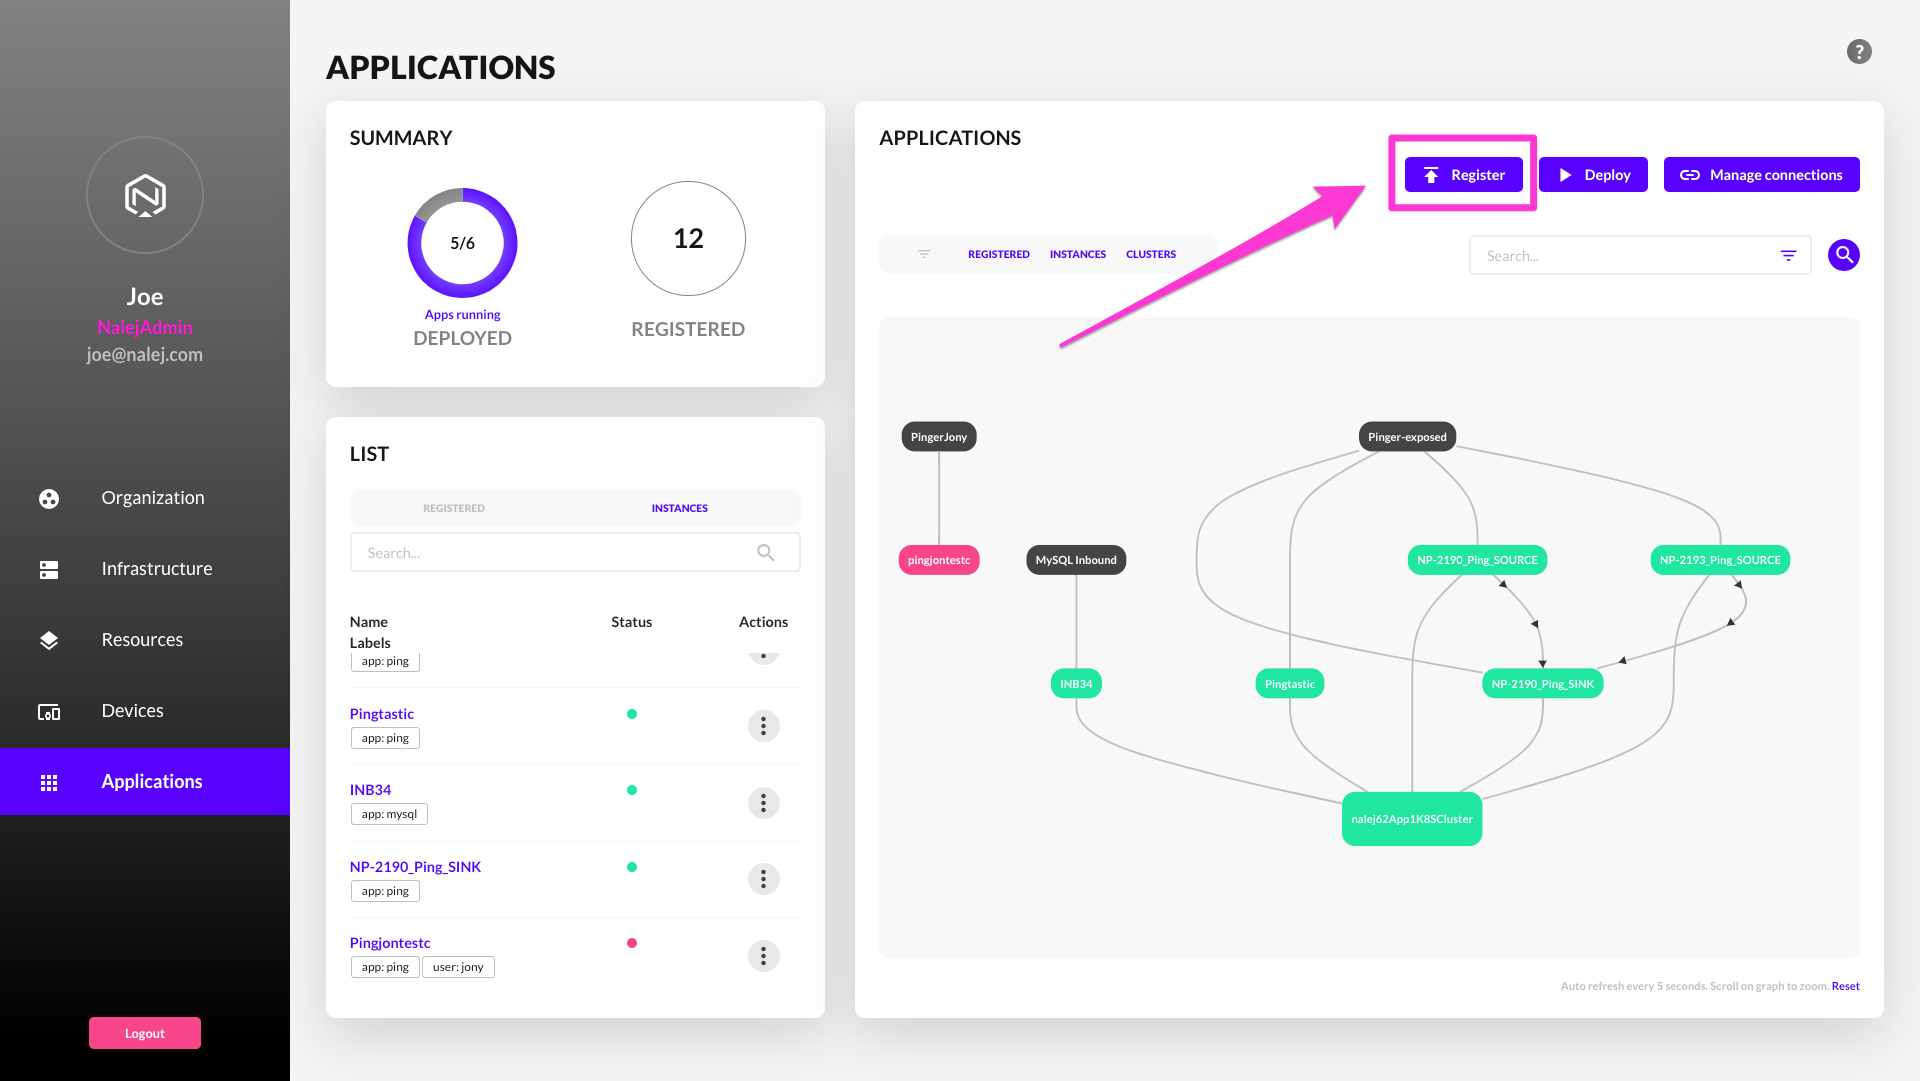 Joe
NalejAdmin
joe@nalej.com
Organization
Infrastructure
Resources
Devices
Applications
Logout
APPLICATIONS
?
SUMMARY
5/6
Apps running
DEPLOYED
12
REGISTERED
LIST
REGISTERED INSTANCES
Search...
Name Status Actions
Labels
app: ping
Pingtastic
app: ping
INB34
app: mysql
NP-2190_Ping_SINK
app: ping
Pingjontestc
app: ping user: jony
APPLICATIONS
Register Deploy Manage connections
REGISTERED INSTANCES CLUSTERS
Search...
PingerJony Pinger-exposed
pingjontestc MySQL Inbound NP-2190_Ping_SOURCE NP-2193_Ping_SOURCE
INB34 Pingtastic NP-2190_Ping_SINK
nalej62App1K8SCluster
Auto refresh every 5 seconds. Scroll on graph to zoom. Reset